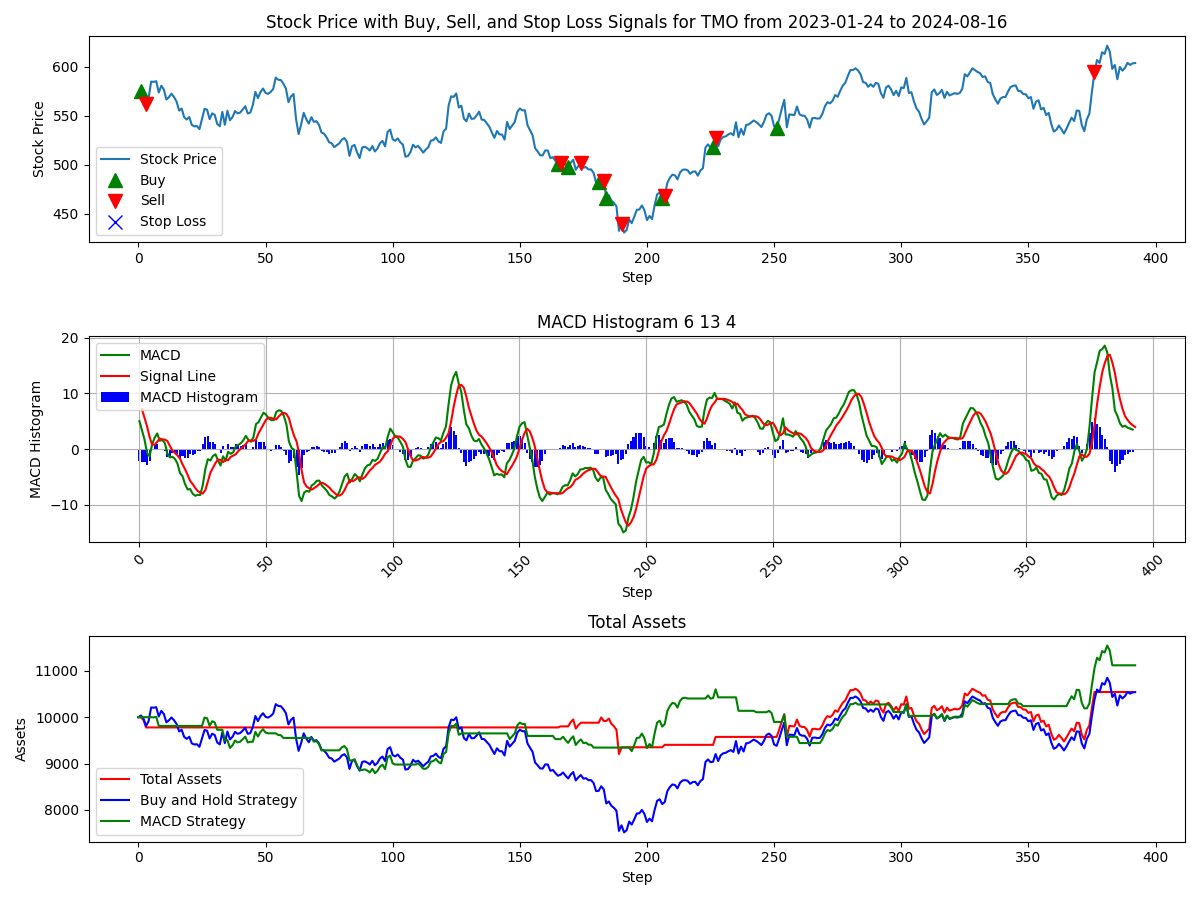 Stock Price with Buy, Sell, and Stop Loss Signals for TMO from 2023-01-24 to 2024-08-16
Stock Price
600
550
500
450
Stock Price
Buy
Sell
Stop Loss
0 50 100 150 200 250 300 350 400
Step
MACD Histogram 6 13 4
MACD Histogram
20
10
0
−10
MACD
Signal Line
MACD Histogram
0 50 100 150 200 250 300 350 400
Step
Total Assets
Assets
11000
10000
9000
8000
Total Assets
Buy and Hold Strategy
MACD Strategy
0 50 100 150 200 250 300 350 400
Step